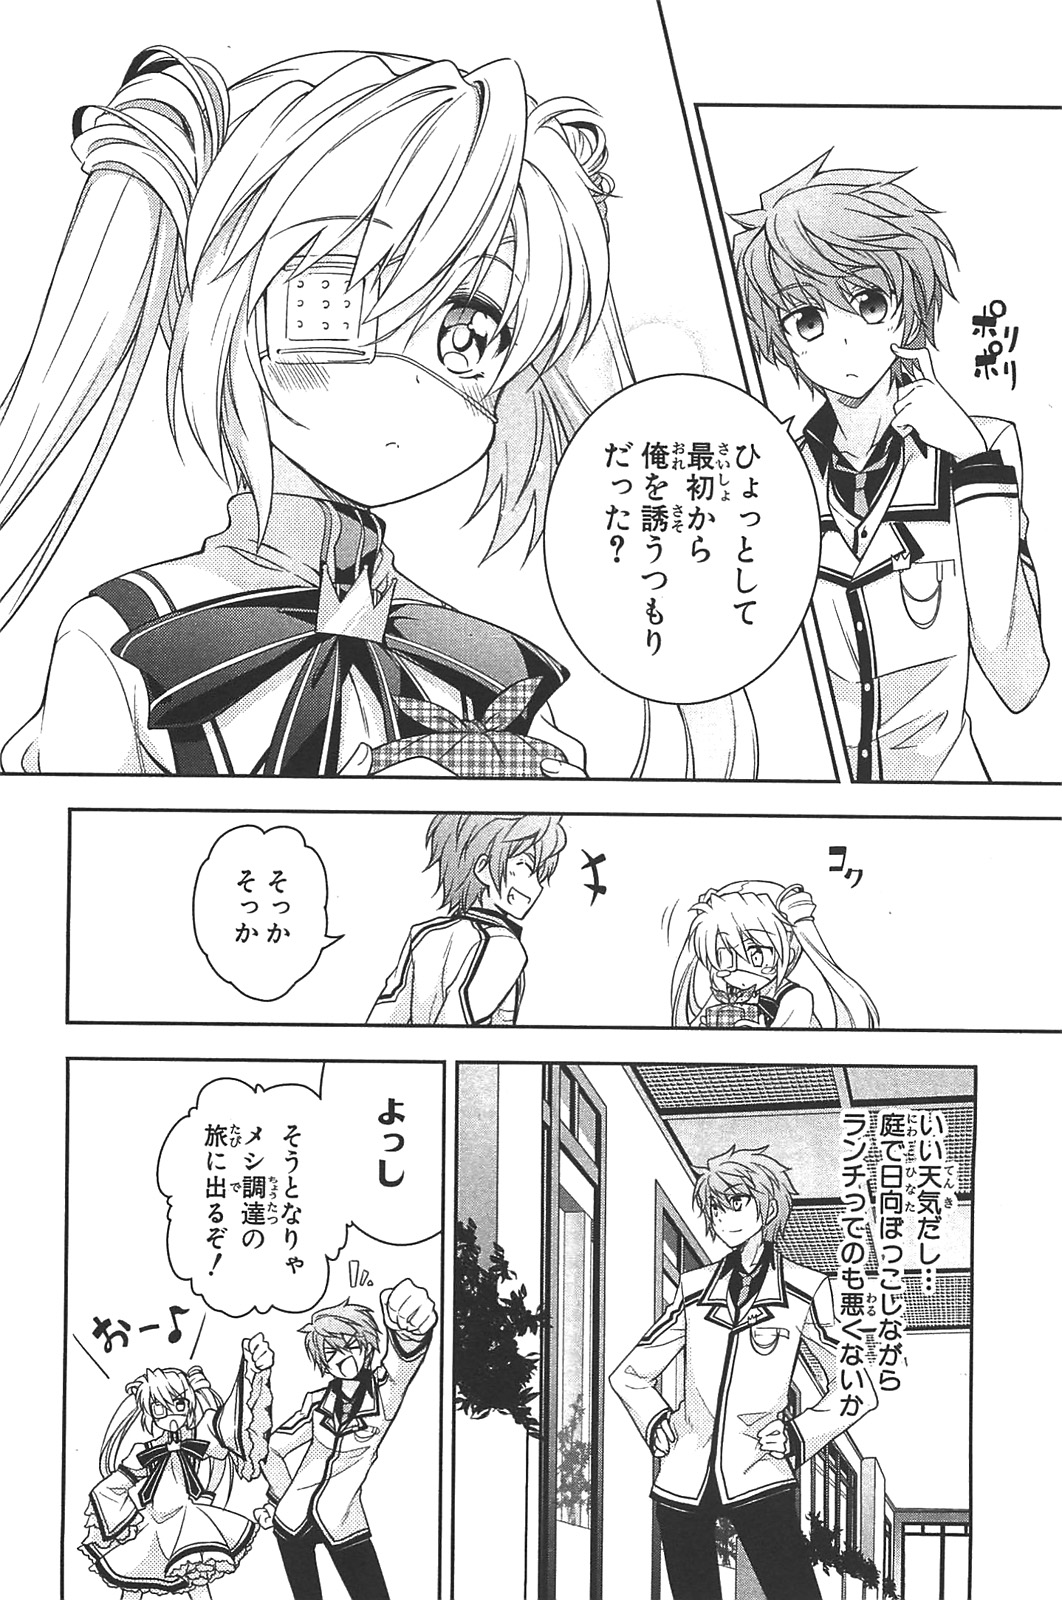 ポリ
ポリ
ひょっとして
最初から
俺を誘うつもり
だった？
コク
そっか
そっか
いい天気だし…
庭で日向ぼっこしながら
ランチってのも悪くないか
よっし
そうとなりゃ
メシ調達の
旅に出るぞ！
おー♪